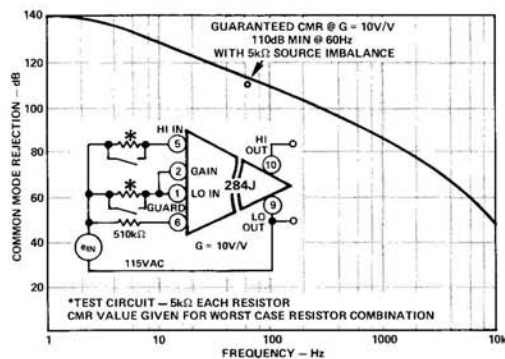 140
120
100
80
60
40
20
COMMON MODE REJECTION – dB
GUARANTEED CMR @ G = 10V/V
110dB MIN @ 60Hz
WITH 5kΩ SOURCE IMBALANCE
*
HI IN
5
2
GAIN
*
1
LO IN
GUARD
6
510kΩ
284J
HI
OUT
10
9
LO
OUT
G = 10V/V
eIN
115VAC
*TEST CIRCUIT – 5kΩ EACH RESISTOR
CMR VALUE GIVEN FOR WORST CASE RESISTOR COMBINATION
1 10 100 1000 10k
FREQUENCY – Hz